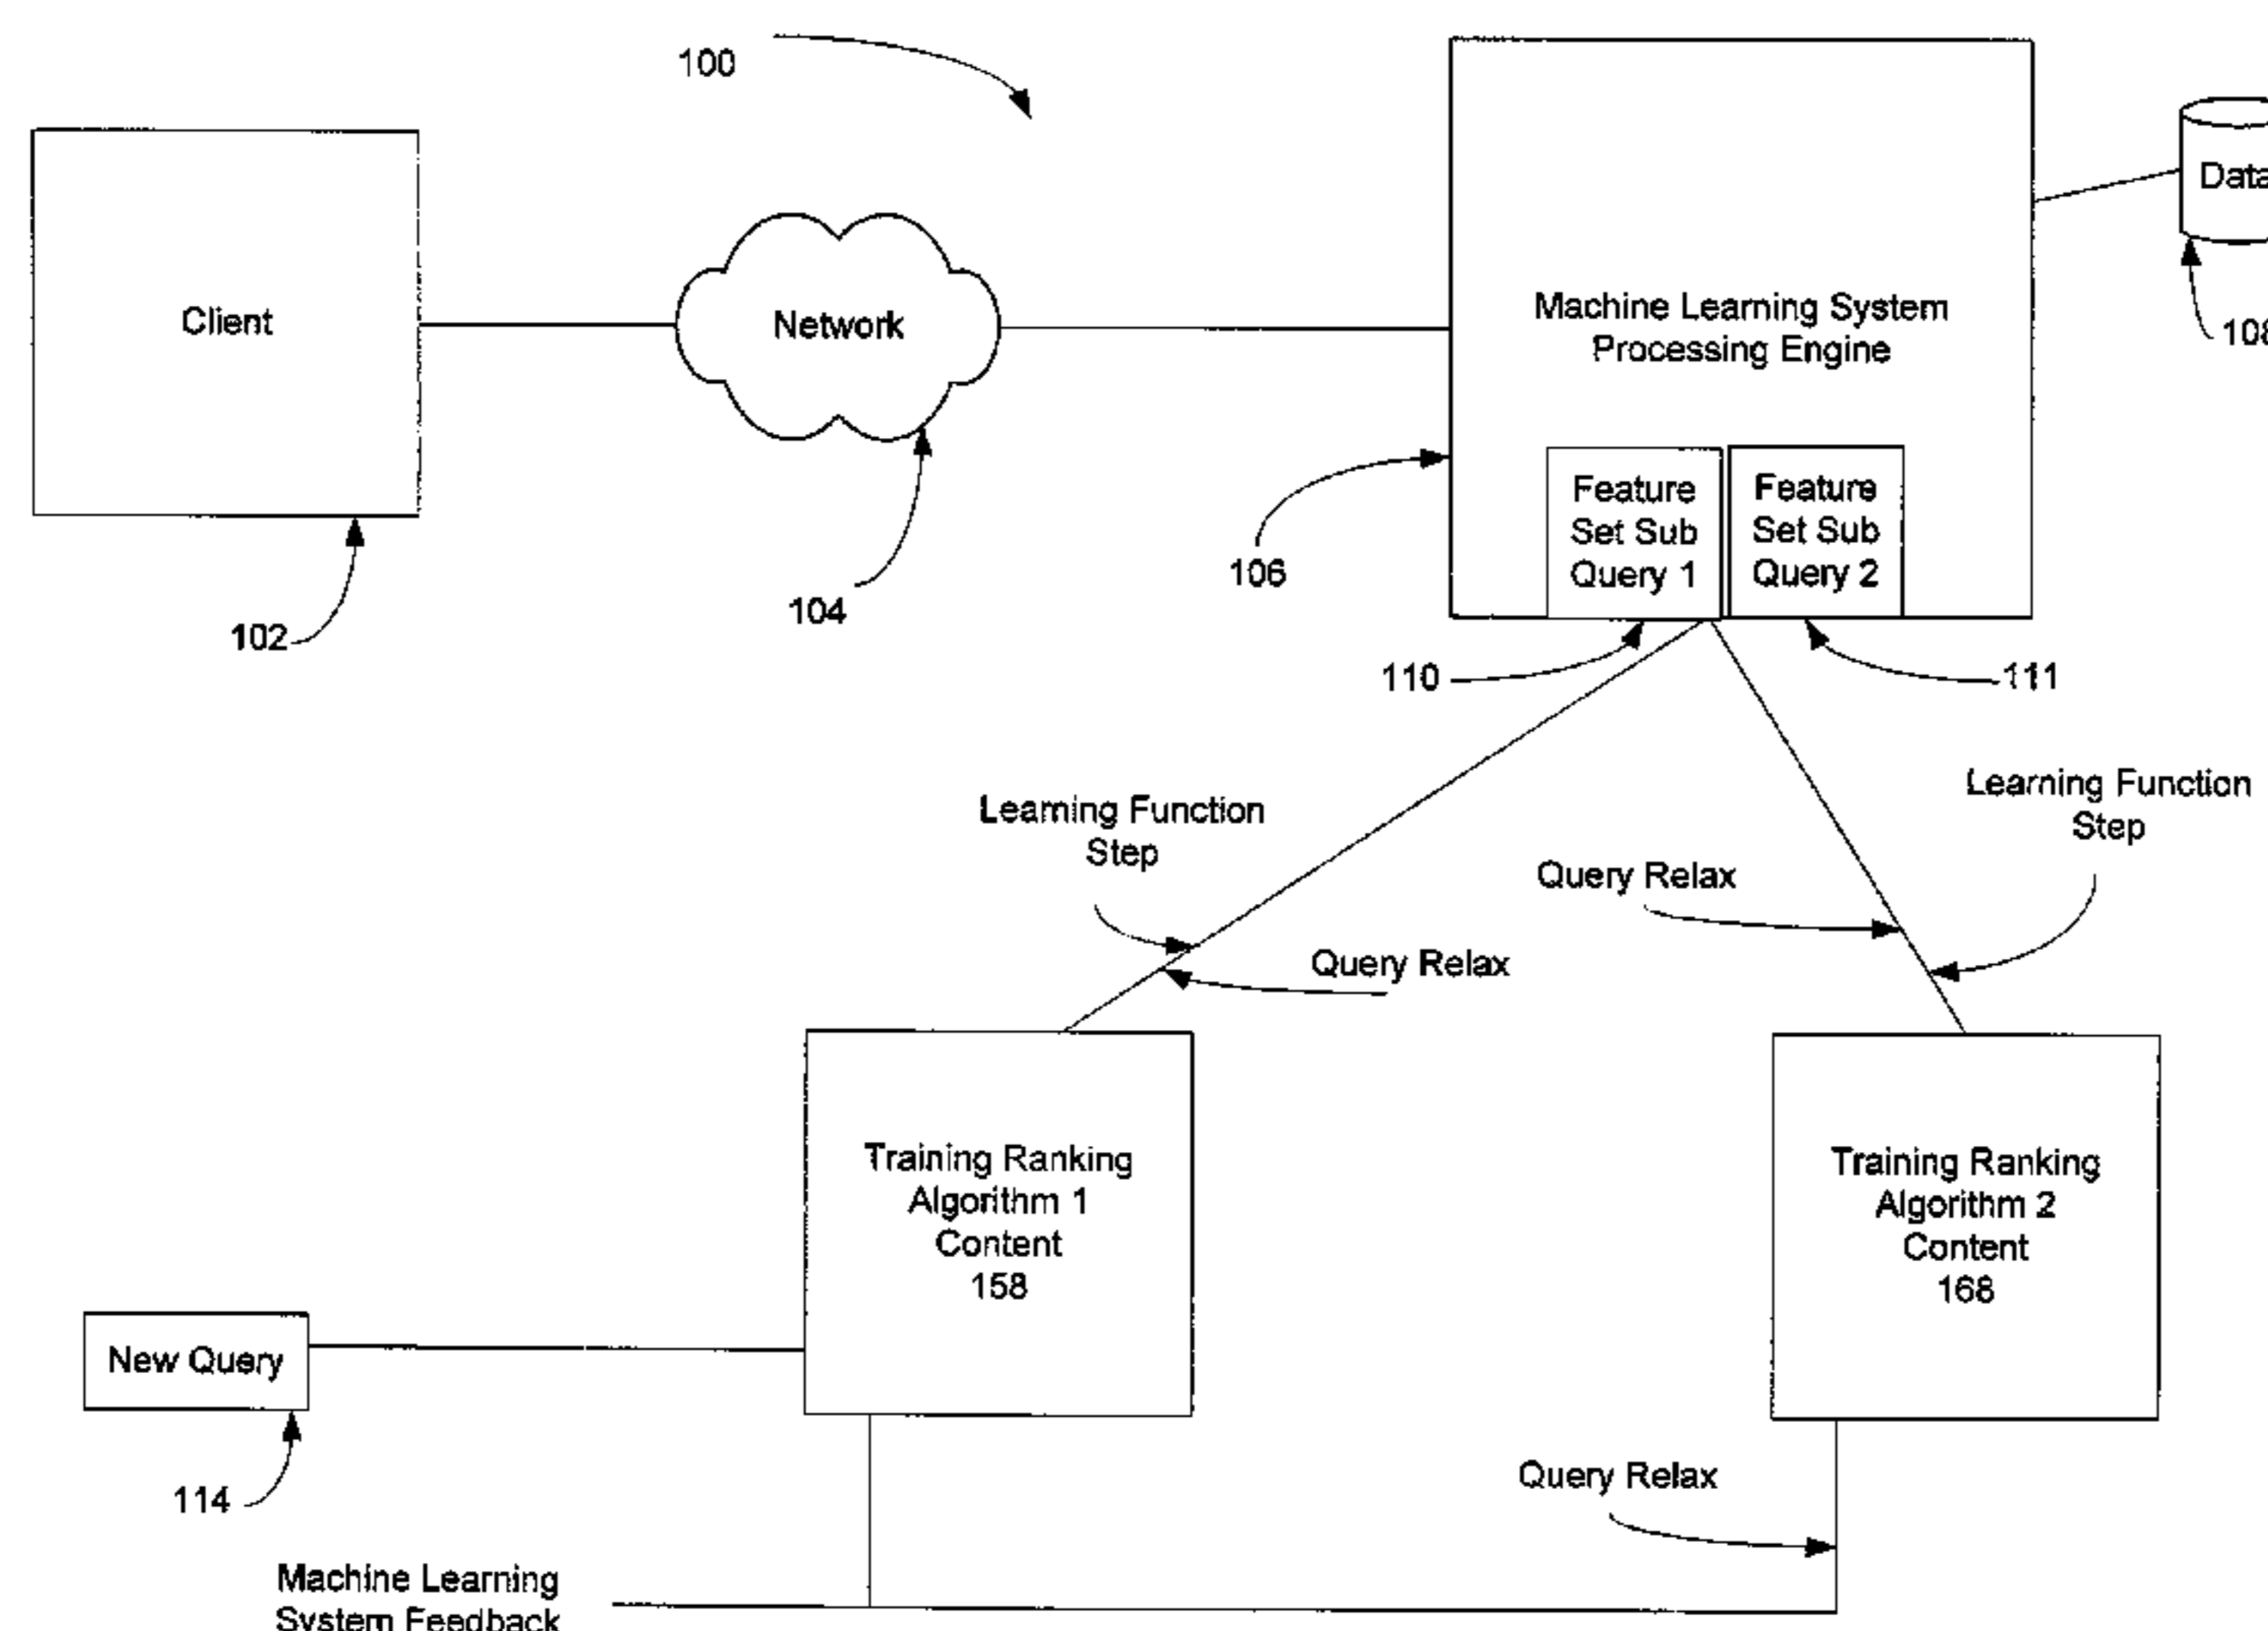 100
Client
Network
Machine Learning System
Processing Engine
Data
108
Feature
Set Sub
Query 1
Feature
Set Sub
Query 2
102
104
106
110
111
Learning Function
Step
Query Relax
Learning Function
Step
Query Relax
Training Ranking
Algorithm 1
Content
158
Training Ranking
Algorithm 2
Content
168
New Query
114
Query Relax
Machine Learning
System Feedback